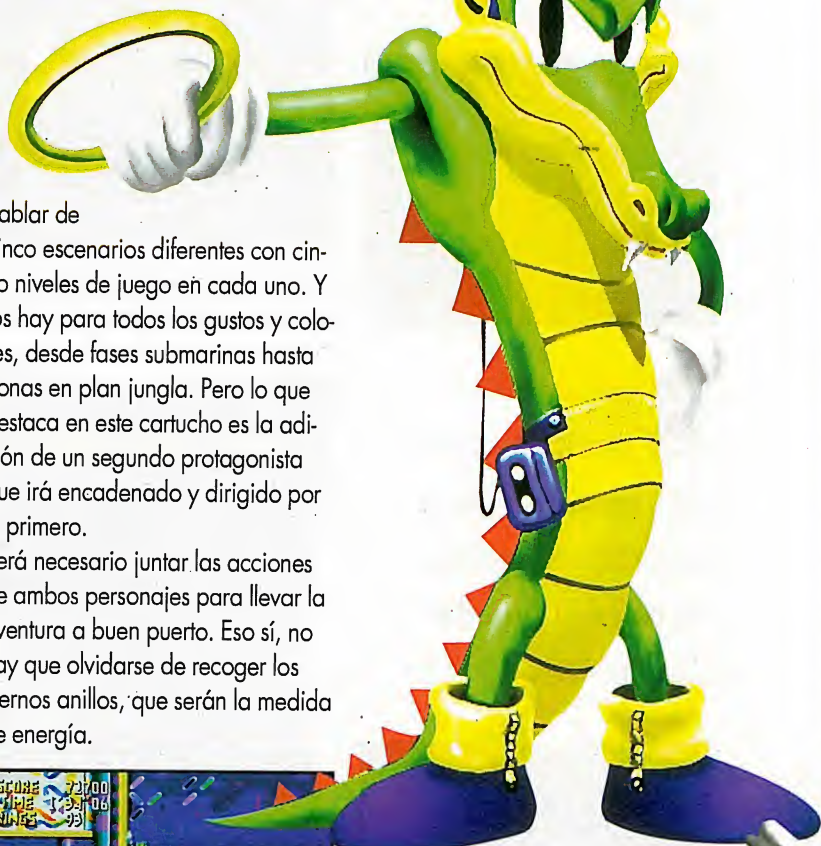 ablar de
inco escenarios diferentes con cin-
o niveles de juego en cada uno. Y
os hay para todos los gustos y colo-
es, desde fases submarinas hasta
onas en plan jungla. Pero lo que
estaca en este cartucho es la adi-
ón de un segundo protagonista
ue irá encadenado y dirigido por
primero.
erá necesario juntar las acciones
e ambos personajes para llevar la
ventura a buen puerto. Eso sí, no
ay que olvidarse de recoger los
ernos anillos, que serán la medida
e energía.
SCORE 72700
TIME
RINGS 93